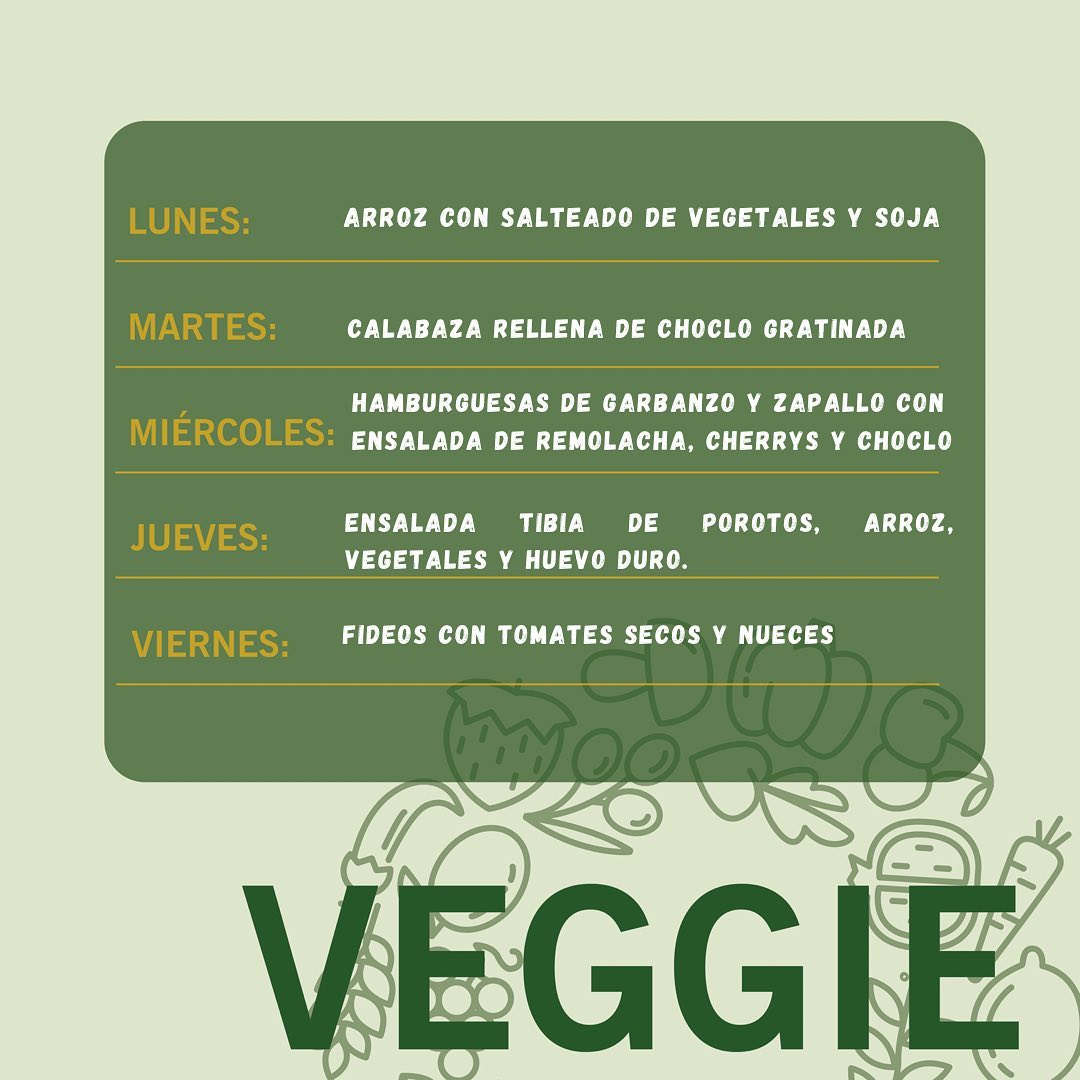 LUNES: ARROZ CON SALTEADO DE VEGETALES Y SOJA
MARTES: CALABAZA RELLENA DE CHOCLO GRATINADA
MIÉRCOLES: HAMBURGUESAS DE GARBANZO Y ZAPALLO CON
ENSALADA DE REMOLACHA, CHERRYS Y CHOCLO
JUEVES: ENSALADA TIBIA DE POROTOS, ARROZ,
VEGETALES Y HUEVO DURO.
VIERNES: FIDEOS CON TOMATES SECOS Y NUECES
VEGGIE